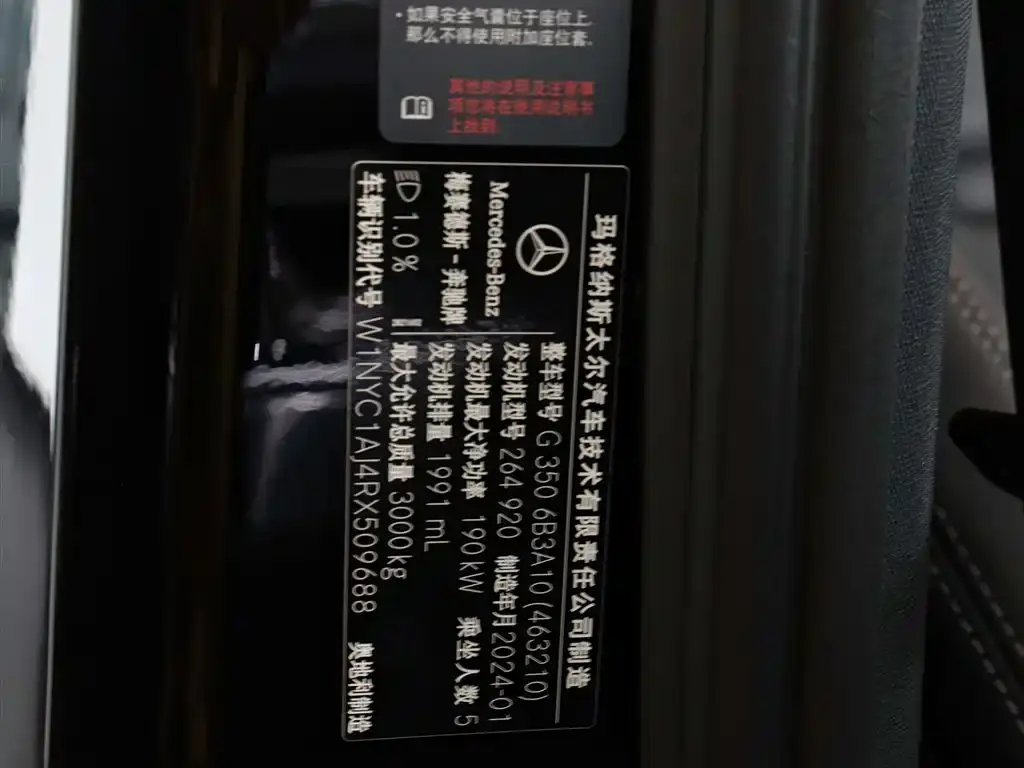 · 如果安全气囊位于座位上,
那么不得使用附加座位套.
其他的说明及注意事
项您将在使用说明书
上找到.
玛格纳斯太尔汽车技术有限责任公司制造
Mercedes-Benz
梅赛德斯-奔驰牌
1.0%
整车型号 G 350 6B3A10 (463210)
发动机型号 264 920 制造年月 2024-01
发动机最大净功率 190 kW 乘坐人数 5
发动机排量 1991 mL
最大允许总质量 3000 kg
车辆识别代号 W1NYC1AJ4RX509688 奥地利制造